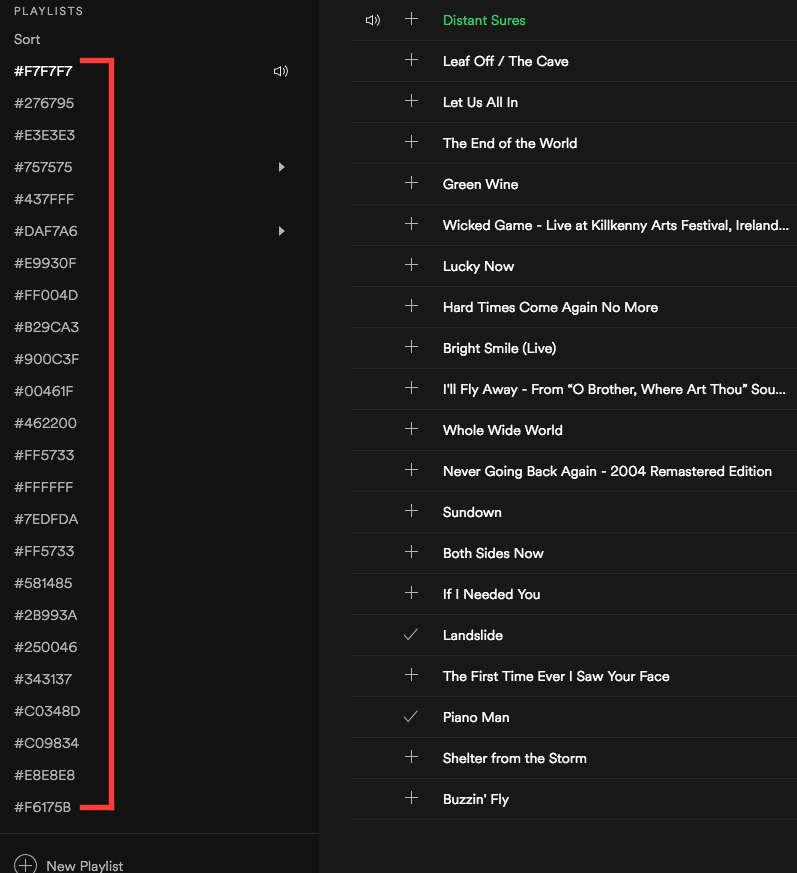 PLAYLISTS
Sort
#F7F7F7
#276795
#E3E3E3
#757575
#437FFF
#DAF7A6
#E9930F
#FF004D
#B29CA3
#900C3F
#00461F
#462200
#FF5733
#FFFFFF
#7EDFDA
#FF5733
#581485
#2B993A
#250046
#343137
#C0348D
#C09834
#E8E8E8
#F6175B
New Playlist
Distant Sures
Leaf Off / The Cave
Let Us All In
The End of the World
Green Wine
Wicked Game - Live at Killkenny Arts Festival, Ireland...
Lucky Now
Hard Times Come Again No More
Bright Smile (Live)
I'll Fly Away - From “O Brother, Where Art Thou” Sou...
Whole Wide World
Never Going Back Again - 2004 Remastered Edition
Sundown
Both Sides Now
If I Needed You
Landslide
The First Time Ever I Saw Your Face
Piano Man
Shelter from the Storm
Buzzin' Fly